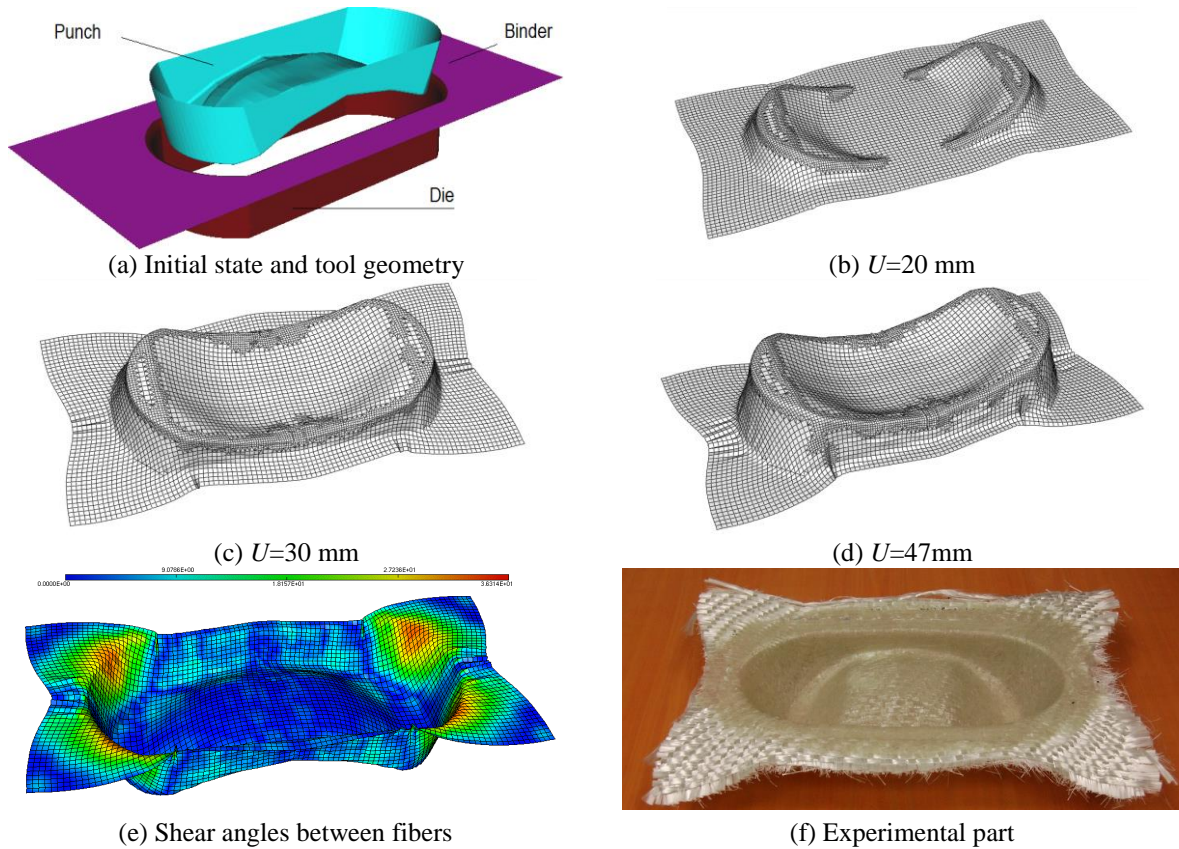 Punch
Binder
Die
(a) Initial state and tool geometry
(b) U=20 mm
(c) U=30 mm
(d) U=47mm
0.0000E+00 9.0786E+00 1.8157E+01 2.7236E+01 3.6314E+01
(e) Shear angles between fibers
(f) Experimental part